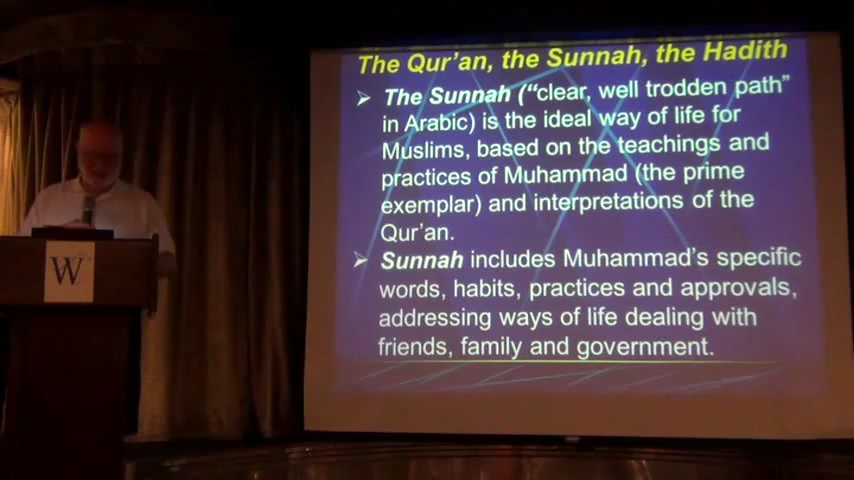 The Qur'an, the Sunnah, the Hadith
The Sunnah ("clear, well trodden path"
in Arabic) is the ideal way of life for
Muslims, based on the teachings and
practices of Muhammad (the prime
exemplar) and interpretations of the
Qur'an.
Sunnah includes Muhammad's specific
words, habits, practices and approvals,
addressing ways of life dealing with
friends, family and government.
W